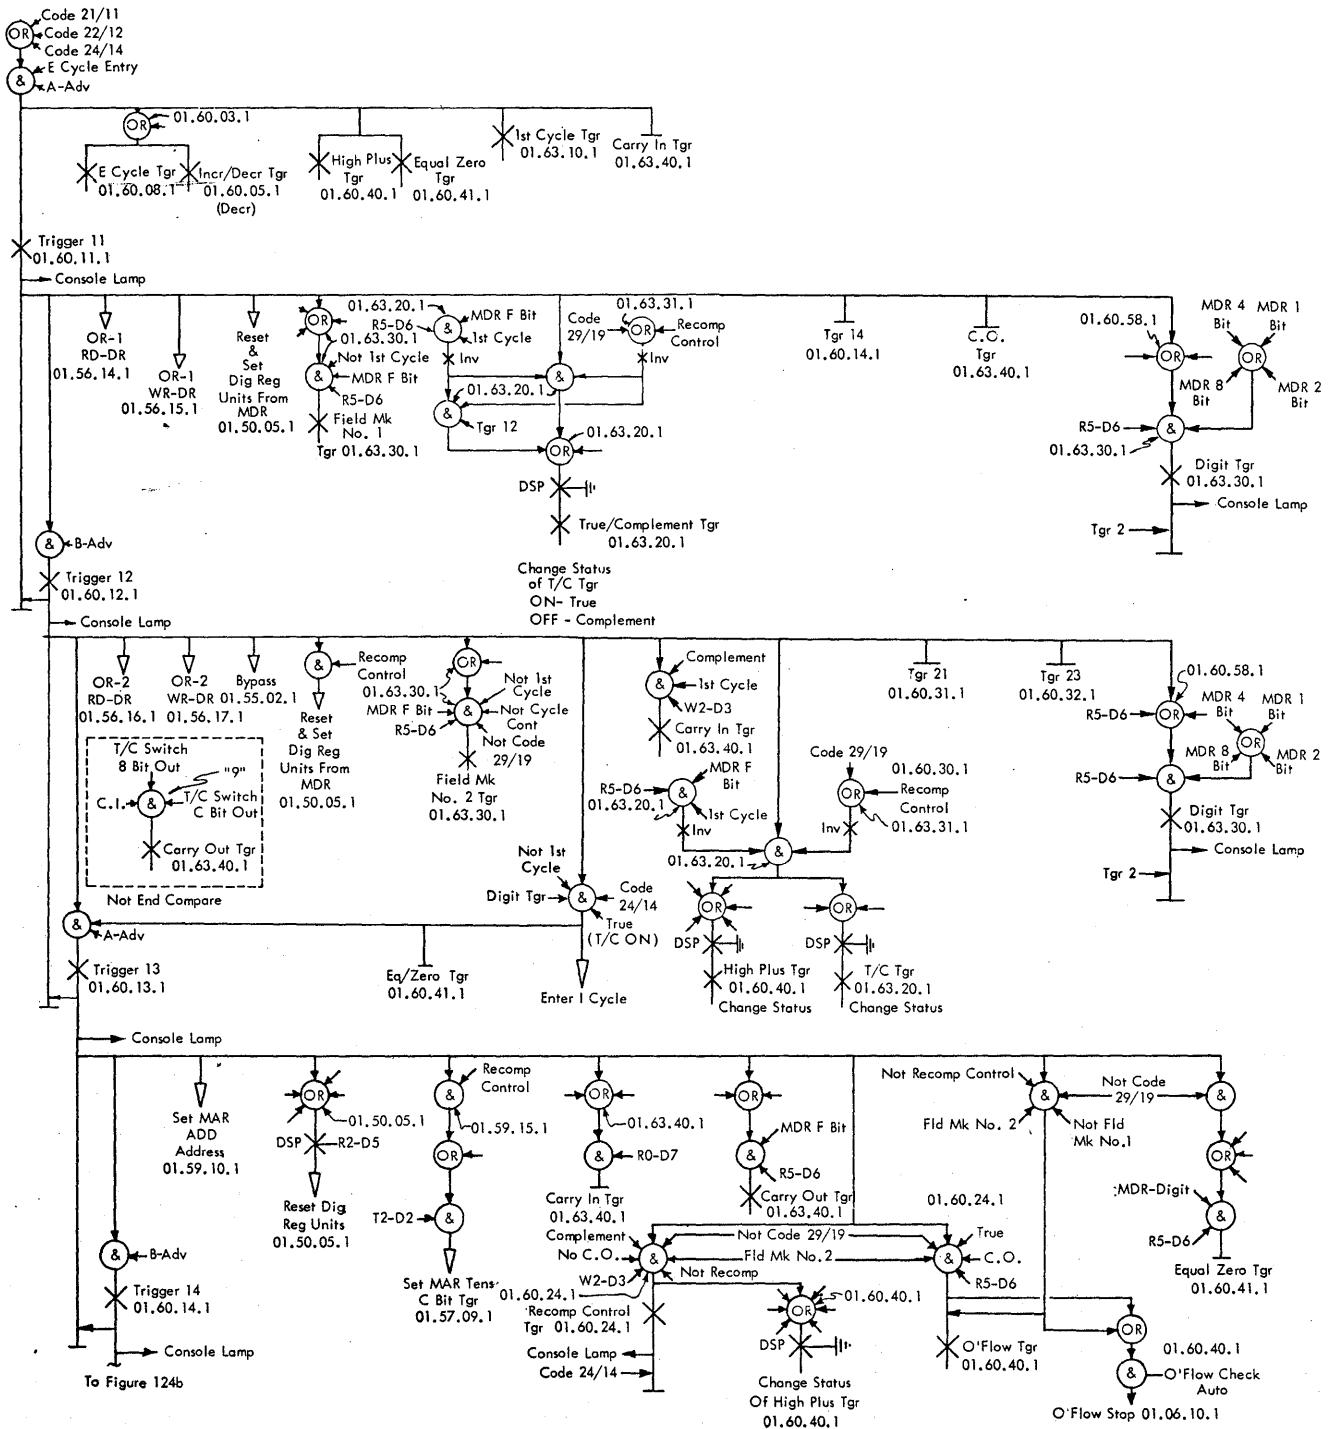 Code 21/11
OR
Code 22/12
Code 24/14
&
E Cycle Entry
A-Adv
OR
01.60.03.1
E Cycle Tgr
01.60.08.1
Incr/Decr Tgr
01.60.05.1
(Decr)
High Plus
Tgr
01.60.40.1
Equal Zero
Tgr
01.60.41.1
1st Cycle Tgr
01.63.10.1
Carry In Tgr
01.63.40.1
Trigger 11
01.60.11.1
Console Lamp
OR-1
RD-DR
01.56.14.1
OR-1
WR-DR
01.56.15.1
Reset
&
Set
Dig Reg
Units From
MDR
01.50.05.1
OR
01.63.30.1
Not 1st Cycle
&
MDR F Bit
R5-D6
Field Mk
No. 1
Tgr 01.63.30.1
01.63.20.1
MDR F Bit
R5-D6
&
1st Cycle
Inv
01.63.20.1
&
Tgr 12
Code
29/19
01.63.31.1
OR
Recomp
Control
Inv
&
01.63.20.1
OR
DSP
True/Complement Tgr
01.63.20.1
Change Status
of T/C Tgr
ON- True
OFF - Complement
Tgr 14
01.60.14.1
C.O.
Tgr
01.63.40.1
01.60.58.1
OR
MDR 4
Bit
MDR 1
Bit
OR
MDR 8
Bit
MDR 2
Bit
R5-D6
&
01.63.30.1
Digit Tgr
01.63.30.1
Console Lamp
Tgr 2
&
B-Adv
Trigger 12
01.60.12.1
Console Lamp
OR-2
RD-DR
01.56.16.1
OR-2
WR-DR
01.56.17.1
Bypass
01.55.02.1
&
Recomp
Control
Reset
& Set
Dig Reg
Units From
MDR
01.50.05.1
OR
01.63.30.1
Not 1st
Cycle
MDR F Bit
&
Not Cycle
Cont
R5-D6
Not Code
29/19
Field Mk
No. 2 Tgr
01.63.30.1
Complement
&
1st Cycle
W2-D3
Carry In Tgr
01.63.40.1
MDR F
Bit
R5-D6
&
01.63.20.1
1st Cycle
Inv
Code 29/19
01.60.30.1
OR
Recomp
Control
01.63.31.1
Inv
&
01.63.20.1
Tgr 21
01.60.31.1
Tgr 23
01.60.32.1
01.60.58.1
R5-D6
OR
MDR 4
Bit
MDR 1
Bit
OR
MDR 8
Bit
MDR 2
Bit
R5-D6
&
Digit Tgr
01.63.30.1
Console Lamp
Tgr 2
T/C Switch
8 Bit Out
"9"
C.I.
&
T/C Switch
C Bit Out
Carry Out Tgr
01.63.40.1
Not End Compare
Not 1st
Cycle
Digit Tgr
&
Code
24/14
True
(T/C ON)
Enter I Cycle
Eq/Zero Tgr
01.60.41.1
OR
DSP
High Plus Tgr
01.60.40.1
Change Status
OR
DSP
T/C Tgr
01.63.20.1
Change Status
&
A-Adv
Trigger 13
01.60.13.1
Console Lamp
Set MAR
ADD
Address
01.59.10.1
OR
01.50.05.1
DSP
R2-D5
Reset Dig
Reg Units
01.50.05.1
&
Recomp
Control
01.59.15.1
OR
T2-D2
&
Set MAR Tens
C Bit Tgr
01.57.09.1
OR
01.63.40.1
&
R0-D7
Carry In Tgr
01.63.40.1
OR
MDR F Bit
&
R5-D6
Carry Out Tgr
01.63.40.1
Not Recomp Control
&
Not Code
29/19
&
Fld Mk No. 2
Not Fld
Mk No.1
OR
MDR-Digit
&
R5-D6
Equal Zero Tgr
01.60.41.1
01.60.24.1
Complement
Not Code 29/19
True
No C.O.
&
Fld Mk No.2
&
C.O.
W2-D3
Not Recomp
R5-D6
01.60.24.1
Recomp Control
Tgr 01.60.24.1
Console Lamp
Code 24/14
OR
01.60.40.1
DSP
Change Status
Of High Plus Tgr
01.60.40.1
O'Flow Tgr
01.60.40.1
OR
01.60.40.1
&
O'Flow Check
Auto
O'Flow Stop 01.06.10.1
&
B-Adv
Trigger 14
01.60.14.1
Console Lamp
To Figure 124b